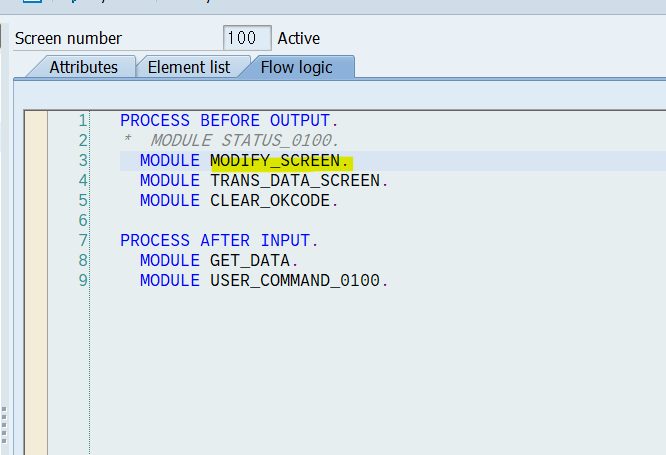 Screen number 100 Active
Attributes Element list Flow logic
1 PROCESS BEFORE OUTPUT.
2 * MODULE STATUS_0100.
3 MODULE MODIFY_SCREEN.
4 MODULE TRANS_DATA_SCREEN.
5 MODULE CLEAR_OKCODE.
6
7 PROCESS AFTER INPUT.
8 MODULE GET_DATA.
9 MODULE USER_COMMAND_0100.